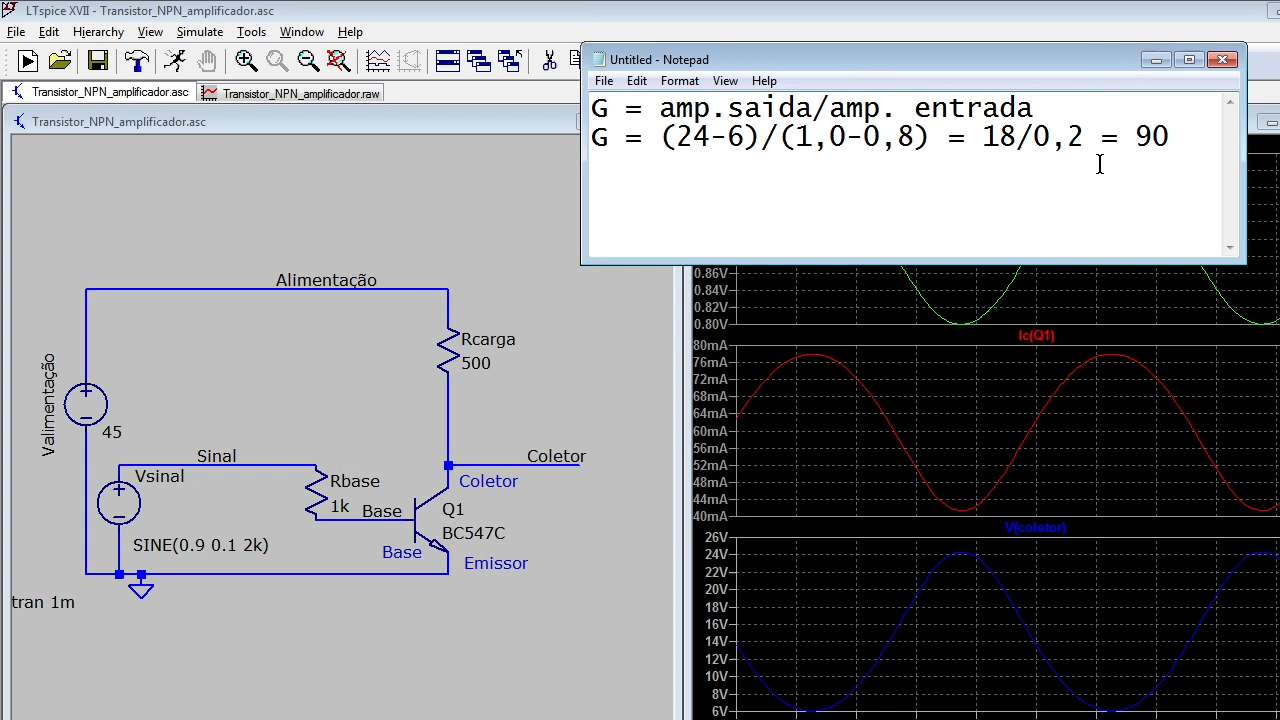 LTspice XVII - Transistor_NPN_amplificador.asc
File Edit Hierarchy View Simulate Tools Window Help
Transistor_NPN_amplificador.asc Transistor_NPN_amplificador.raw
Transistor_NPN_amplificador.asc
Untitled - Notepad
File Edit Format View Help
G = amp.saida/amp. entrada
G = (24-6)/(1,0-0,8) = 18/0,2 = 90
Alimentação
Rcarga
500
Valimentação
45
Sinal
Vsinal
Rbase
1k
Base
Coletor
Coletor
Q1
BC547C
SINE(0.9 0.1 2k)
Base
Emissor
tran 1m
0.86V
0.84V
0.82V
0.80V
Ic(Q1)
80mA
76mA
72mA
68mA
64mA
60mA
56mA
52mA
48mA
44mA
40mA
V(coletor)
26V
24V
22V
20V
18V
16V
14V
12V
10V
8V
6V